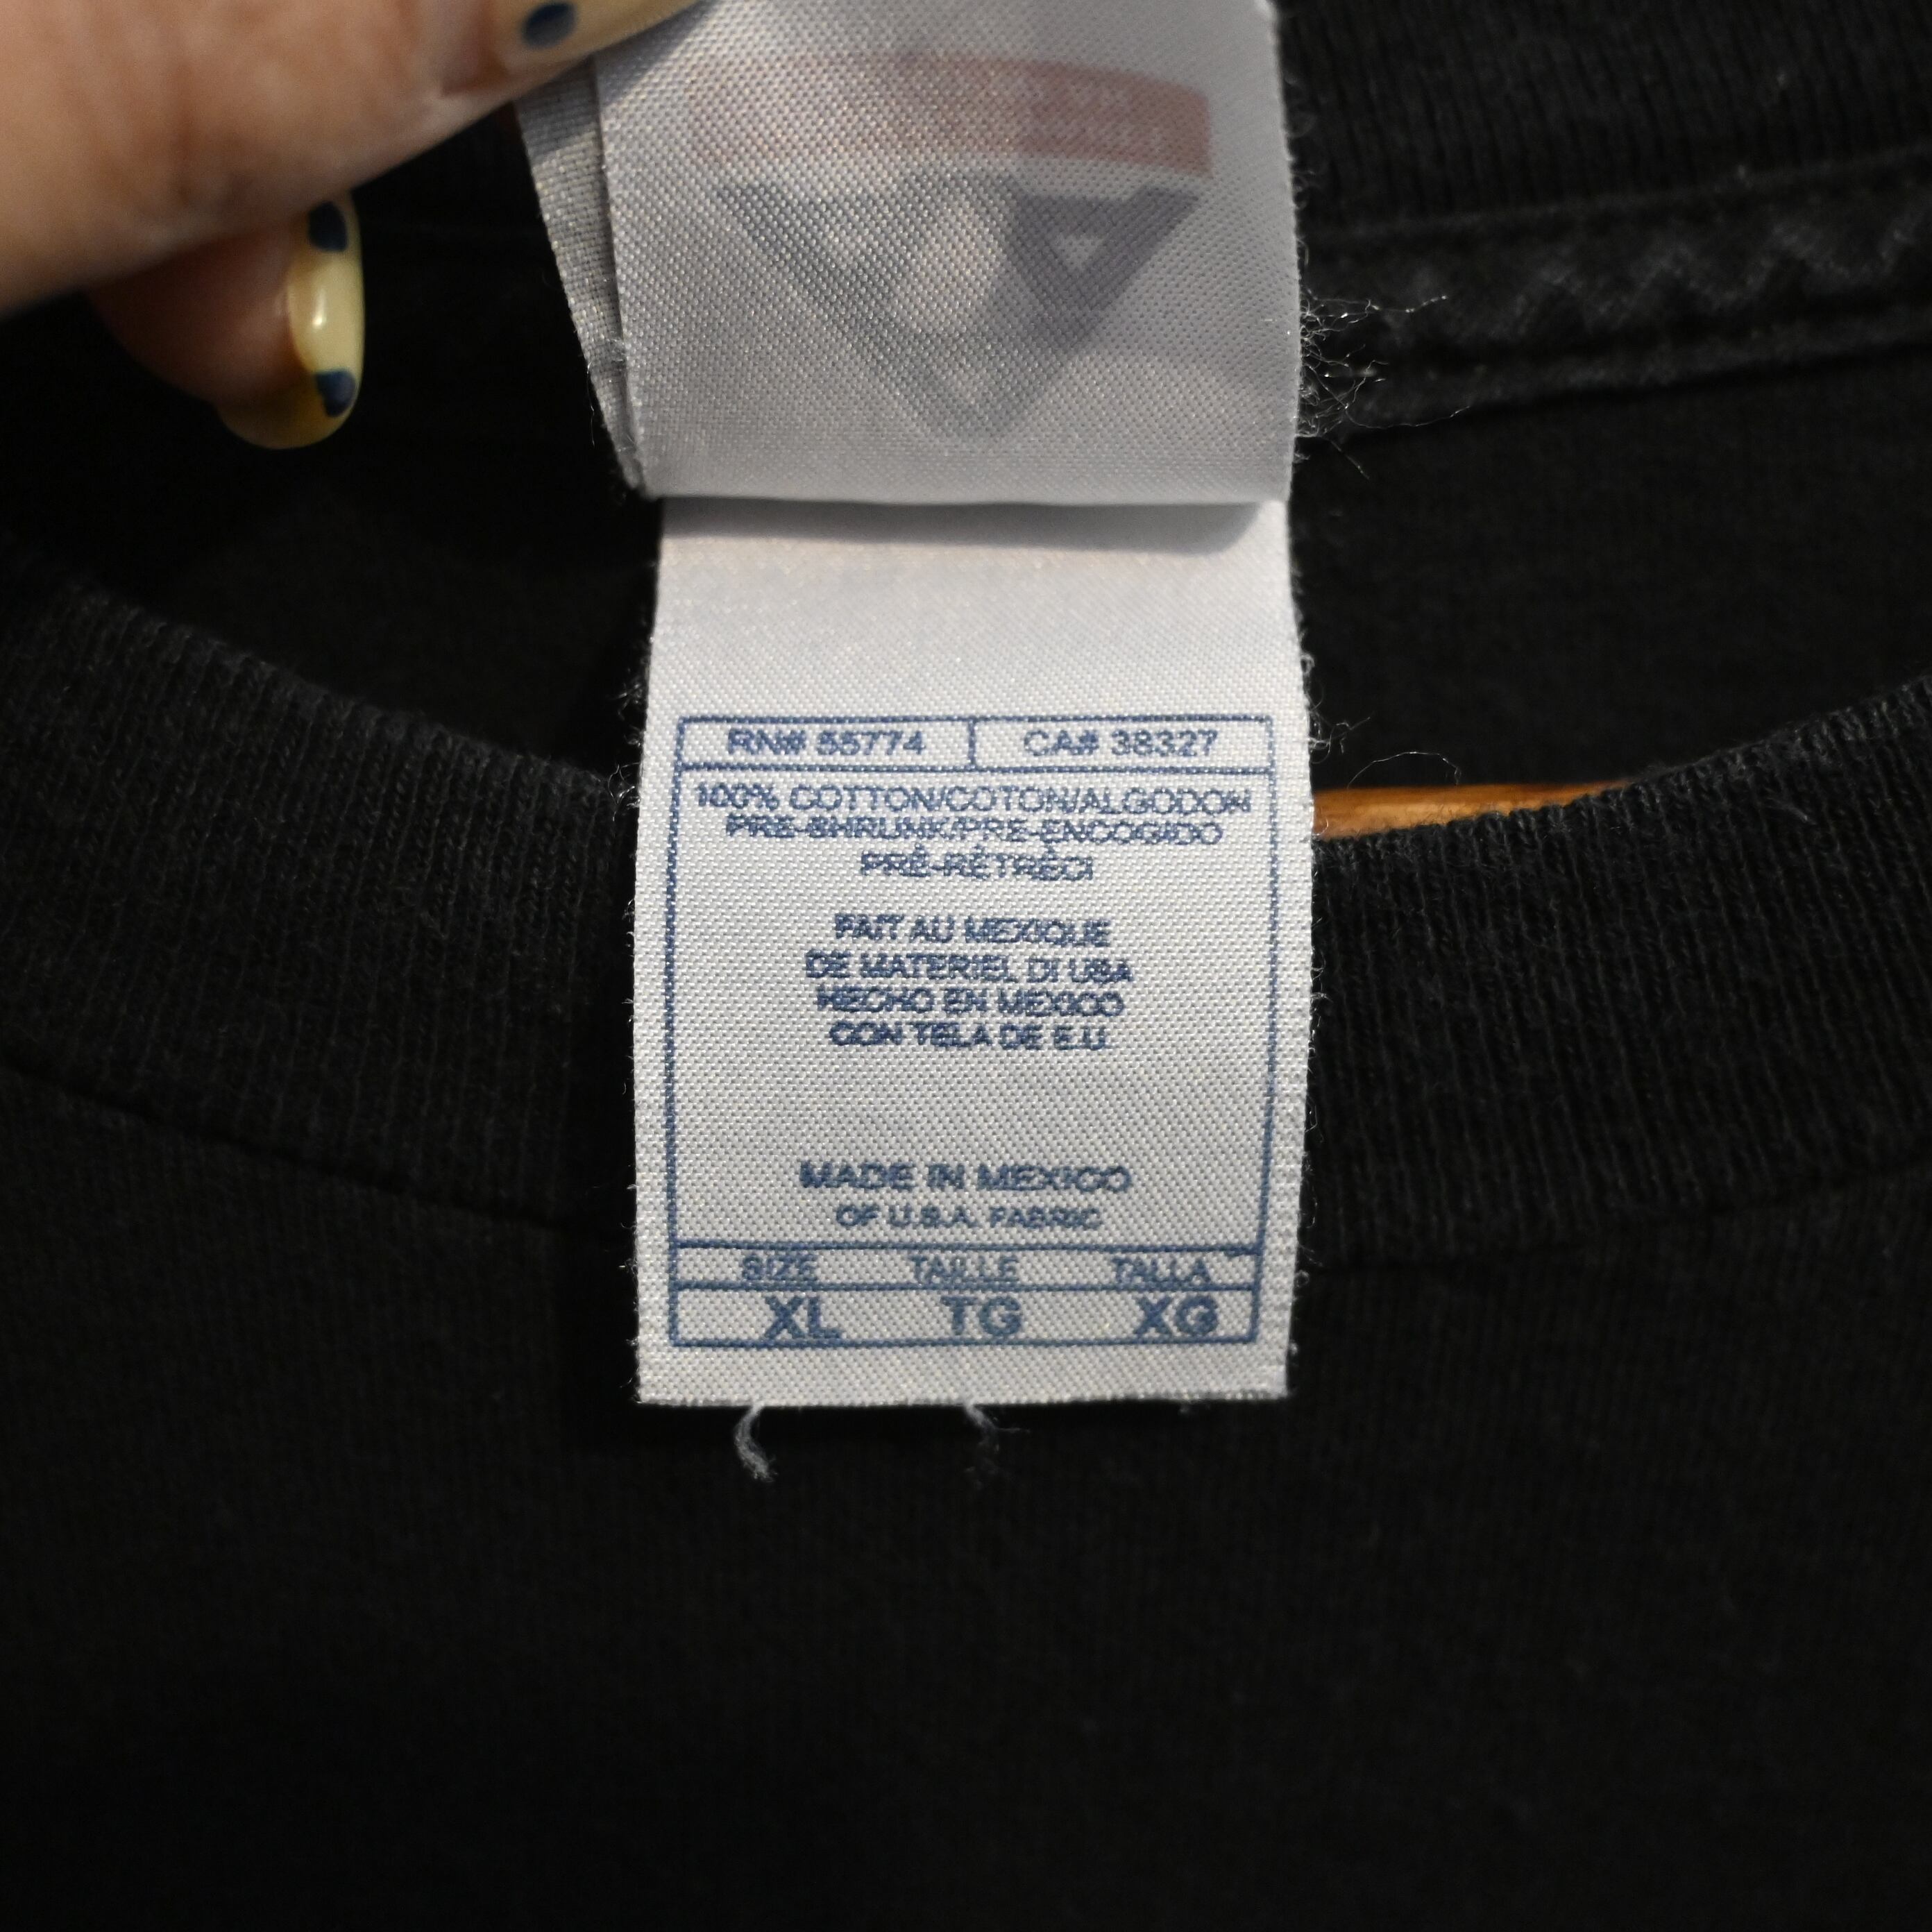 RN# 55774 CA# 38327
100% COTTON/COTON/ALGODON
PRE-SHRUNK/PRE-ENCOGIDO
PRÉ-RÉTRÉCI
FAIT AU MEXIQUE
DE MATERIEL DI USA
HECHO EN MEXICO
CON TELA DE E.U.
MADE IN MEXICO
OF U.S.A. FABRIC
SIZE TAILLE TALLA
XL TG XG